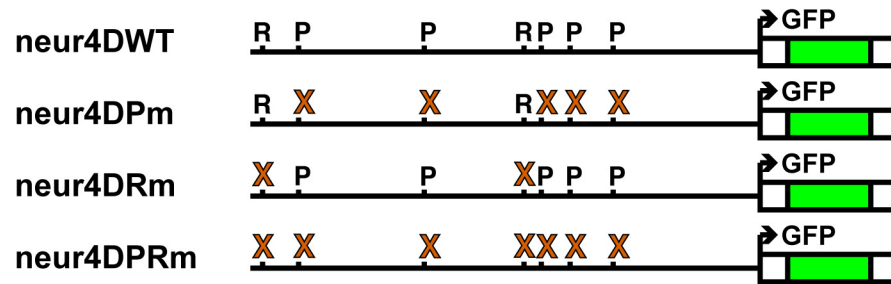 neur4DWT R P P R P P P GFP
neur4DPm R X X R X X X GFP
neur4DRm X P P X P P P GFP
neur4DPRm X X X X X X X GFP